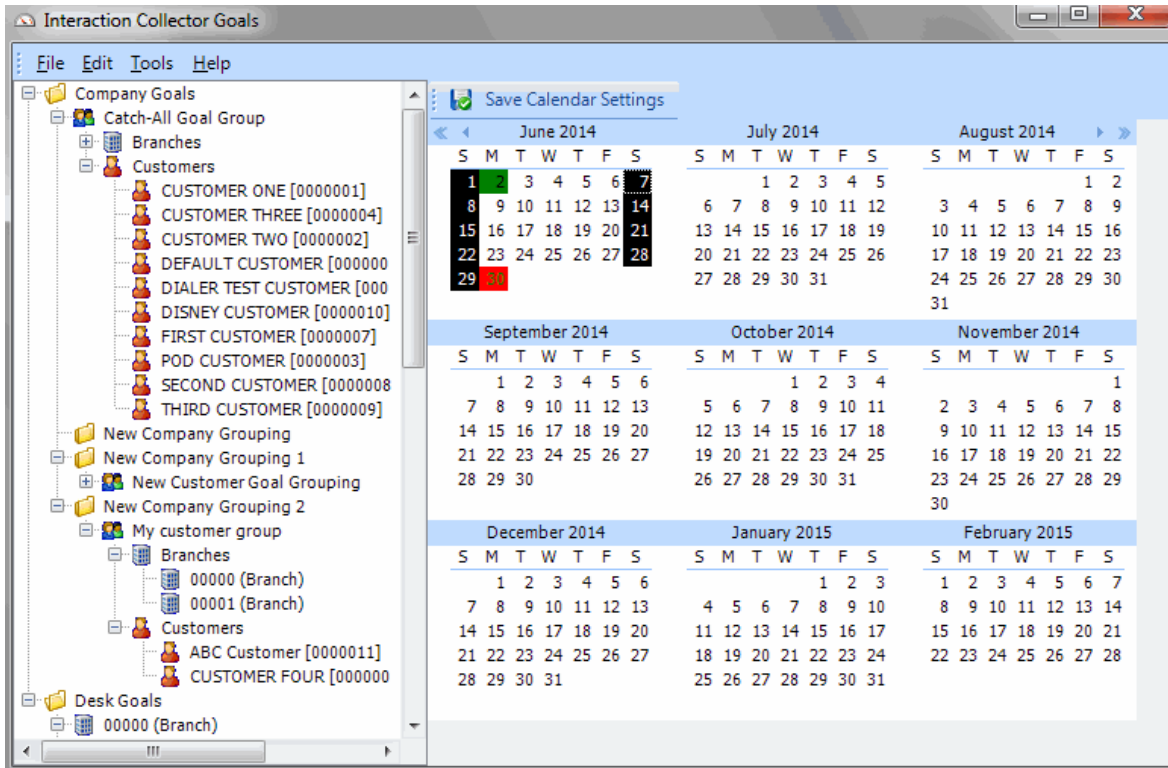 Interaction Collector Goals
File Edit Tools Help
Company Goals
Catch-All Goal Group
Branches
Customers
CUSTOMER ONE [0000001]
CUSTOMER THREE [0000004]
CUSTOMER TWO [0000002]
DEFAULT CUSTOMER [000000
DIALER TEST CUSTOMER [000
DISNEY CUSTOMER [0000010]
FIRST CUSTOMER [0000007]
POD CUSTOMER [0000003]
SECOND CUSTOMER [0000008
THIRD CUSTOMER [0000009]
New Company Grouping
New Company Grouping 1
New Customer Goal Grouping
New Company Grouping 2
My customer group
Branches
00000 (Branch)
00001 (Branch)
Customers
ABC Customer [0000011]
CUSTOMER FOUR [000000
Desk Goals
00000 (Branch)
Save Calendar Settings
June 2014
S M T W T F S
1 2 3 4 5 6 7
8 9 10 11 12 13 14
15 16 17 18 19 20 21
22 23 24 25 26 27 28
29 30
July 2014
S M T W T F S
1 2 3 4 5
6 7 8 9 10 11 12
13 14 15 16 17 18 19
20 21 22 23 24 25 26
27 28 29 30 31
August 2014
S M T W T F S
1 2
3 4 5 6 7 8 9
10 11 12 13 14 15 16
17 18 19 20 21 22 23
24 25 26 27 28 29 30
31
September 2014
S M T W T F S
1 2 3 4 5 6
7 8 9 10 11 12 13
14 15 16 17 18 19 20
21 22 23 24 25 26 27
28 29 30
October 2014
S M T W T F S
1 2 3 4
5 6 7 8 9 10 11
12 13 14 15 16 17 18
19 20 21 22 23 24 25
26 27 28 29 30 31
November 2014
S M T W T F S
1
2 3 4 5 6 7 8
9 10 11 12 13 14 15
16 17 18 19 20 21 22
23 24 25 26 27 28 29
30
December 2014
S M T W T F S
1 2 3 4 5 6
7 8 9 10 11 12 13
14 15 16 17 18 19 20
21 22 23 24 25 26 27
28 29 30 31
January 2015
S M T W T F S
1 2 3
4 5 6 7 8 9 10
11 12 13 14 15 16 17
18 19 20 21 22 23 24
25 26 27 28 29 30 31
February 2015
S M T W T F S
1 2 3 4 5 6 7
8 9 10 11 12 13 14
15 16 17 18 19 20 21
22 23 24 25 26 27 28